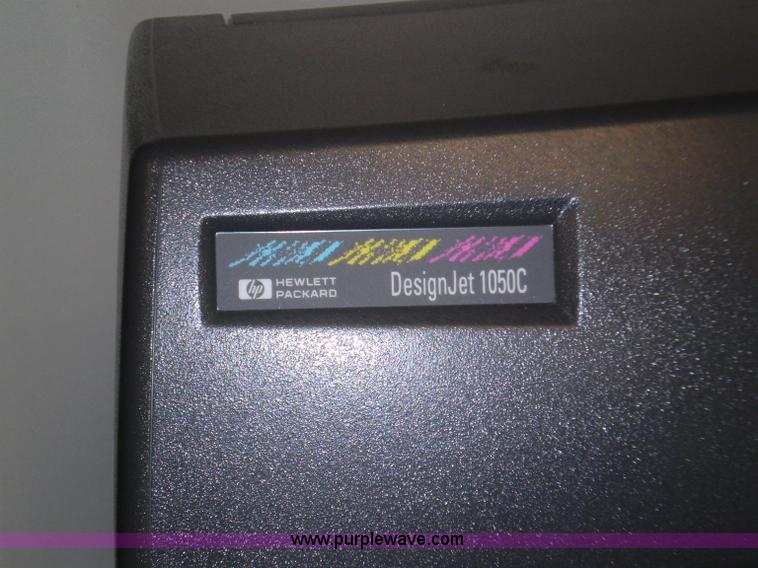 hp HEWLETT
PACKARD
DesignJet 1050C
www.purplewave.com